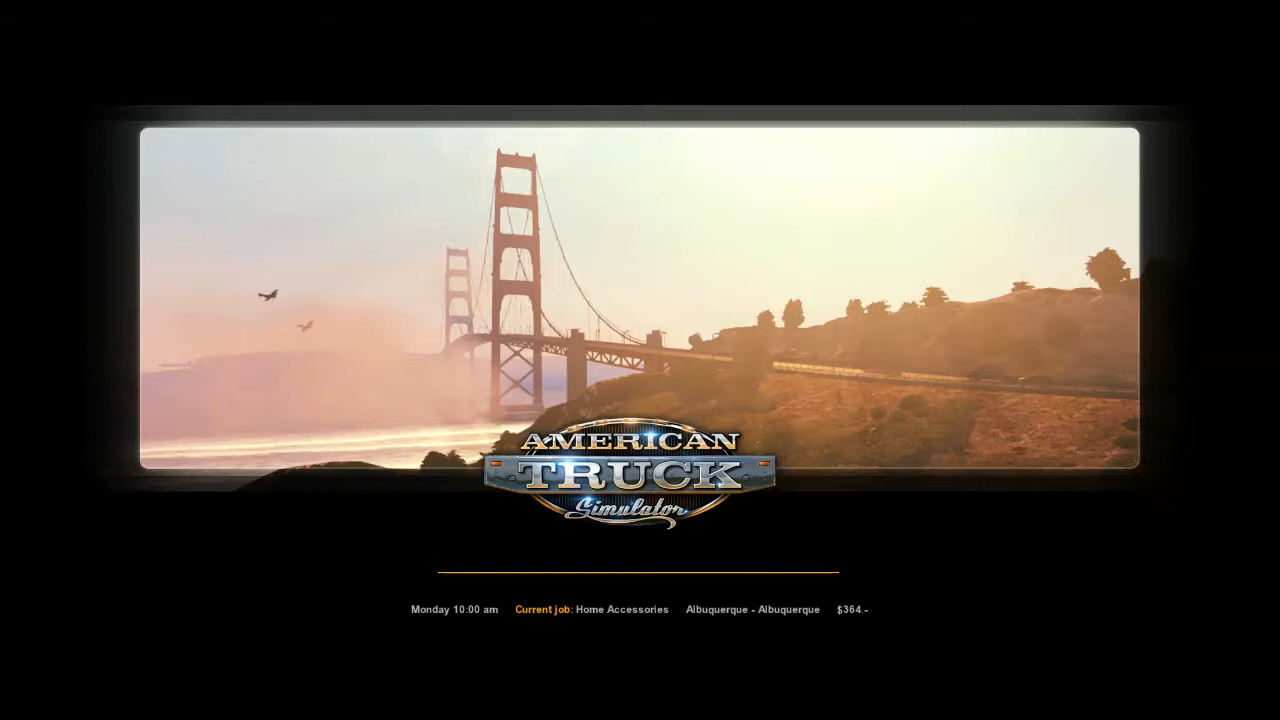 AMERICAN
TRUCK
Simulator
Monday 10:00 am Current job: Home Accessories Albuquerque - Albuquerque $364.-